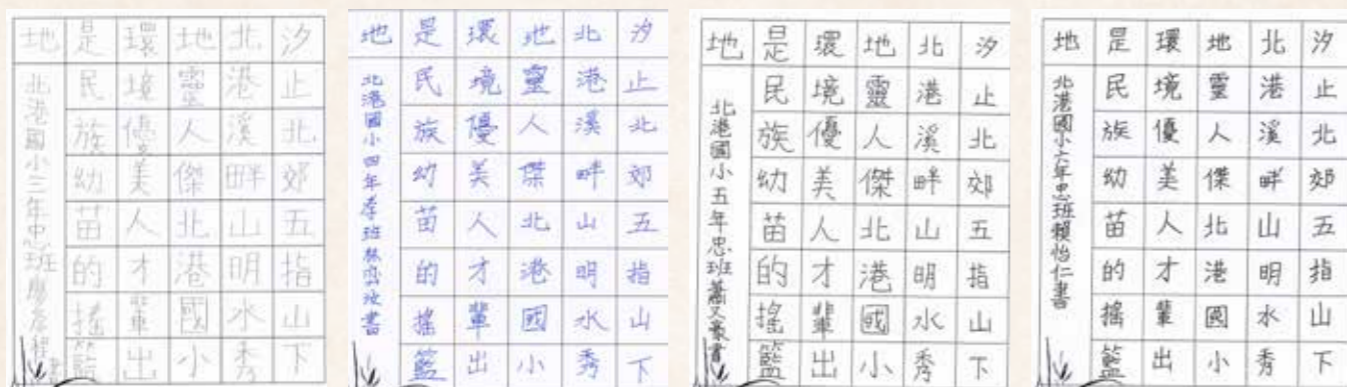 汐止北郊五指山下
北港溪畔山明水秀
地靈人傑北港國小
環境優美人才輩出
是民族幼苗的搖籃
地
北港國小三年忠班廖書
汐止北郊五指山下
北港溪畔山明水秀
地靈人傑北港國小
環境優美人才輩出
是民族幼苗的搖籃
地
北港國小四年孝班林書
汐止北郊五指山下
北港溪畔山明水秀
地靈人傑北港國小
環境優美人才輩出
是民族幼苗的搖籃
地
北港國小五年忠班蕭又豪書
汐止北郊五指山下
北港溪畔山明水秀
地靈人傑北港國小
環境優美人才輩出
是民族幼苗的搖籃
地
北港國小六年忠班賴怡仁書